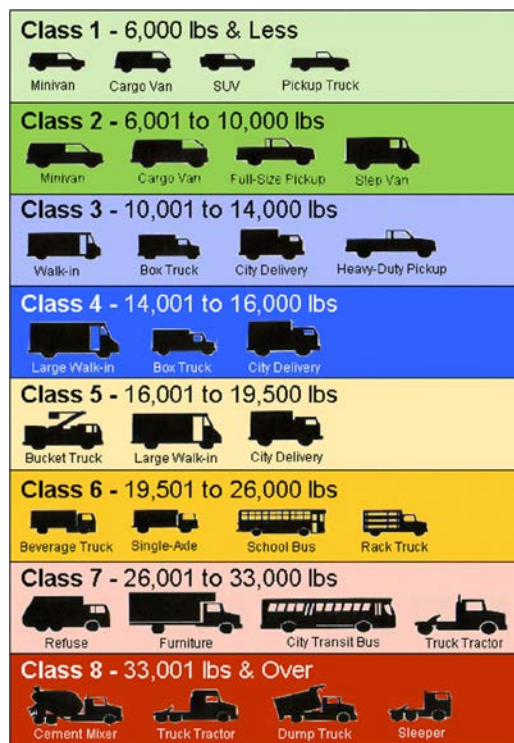 Class 1 - 6,000 lbs & Less
Minivan Cargo Van SUV Pickup Truck
Class 2 - 6,001 to 10,000 lbs
Minivan Cargo Van Full-Size Pickup Step Van
Class 3 - 10,001 to 14,000 lbs
Walk-in Box Truck City Delivery Heavy-Duty Pickup
Class 4 - 14,001 to 16,000 lbs
Large Walk-in Box Truck City Delivery
Class 5 - 16,001 to 19,500 lbs
Bucket Truck Large Walk-in City Delivery
Class 6 - 19,501 to 26,000 lbs
Beverage Truck Single-Axle School Bus Rack Truck
Class 7 - 26,001 to 33,000 lbs
Refuse Furniture City Transit Bus Truck Tractor
Class 8 - 33,001 lbs & Over
Cement Mixer Truck Tractor Dump Truck Sleeper